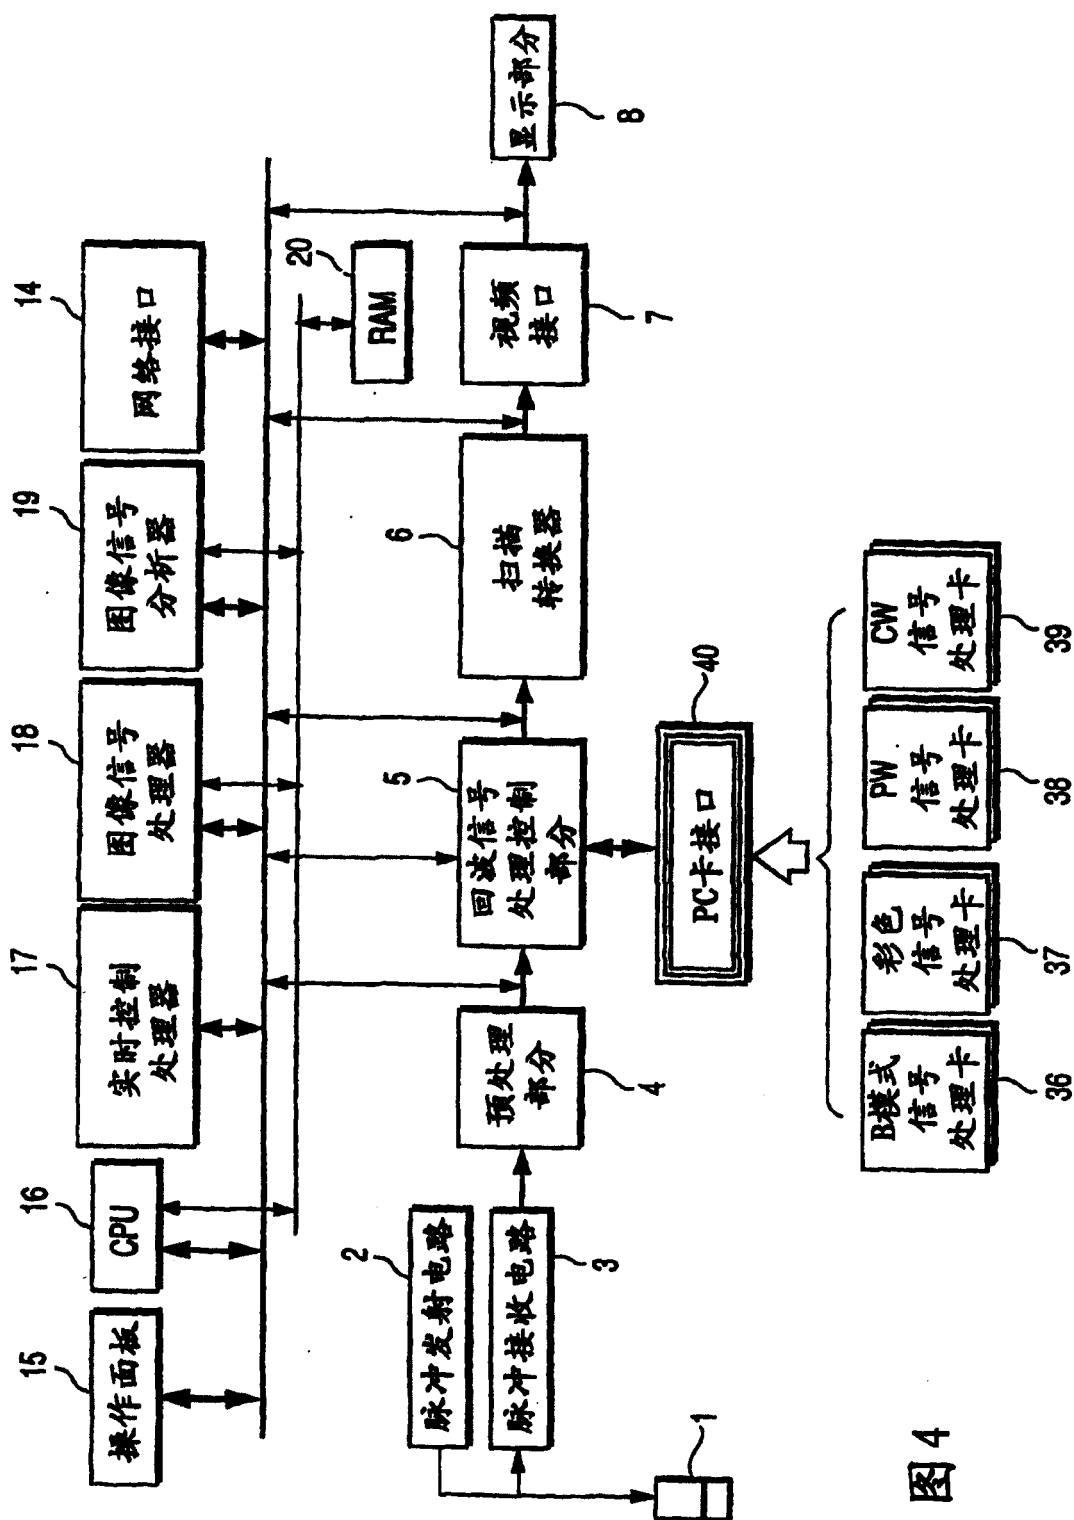 15
操作面板
16
CPU
17
实时控制
处理器
18
图像信号
处理器
19
图像信号
分析器
14
网络接口
20
RAM
2
脉冲发射电路
脉冲接收电路
3
1
预处理
部分
4
5
回波信号
处理控制
部分
6
扫描
转换器
视频
接口
7
显示部分
8
PC卡接口
40
B模式
信号
处理卡
36
彩色
信号
处理卡
37
PW
信号
处理卡
38
CW
信号
处理卡
39
图 4